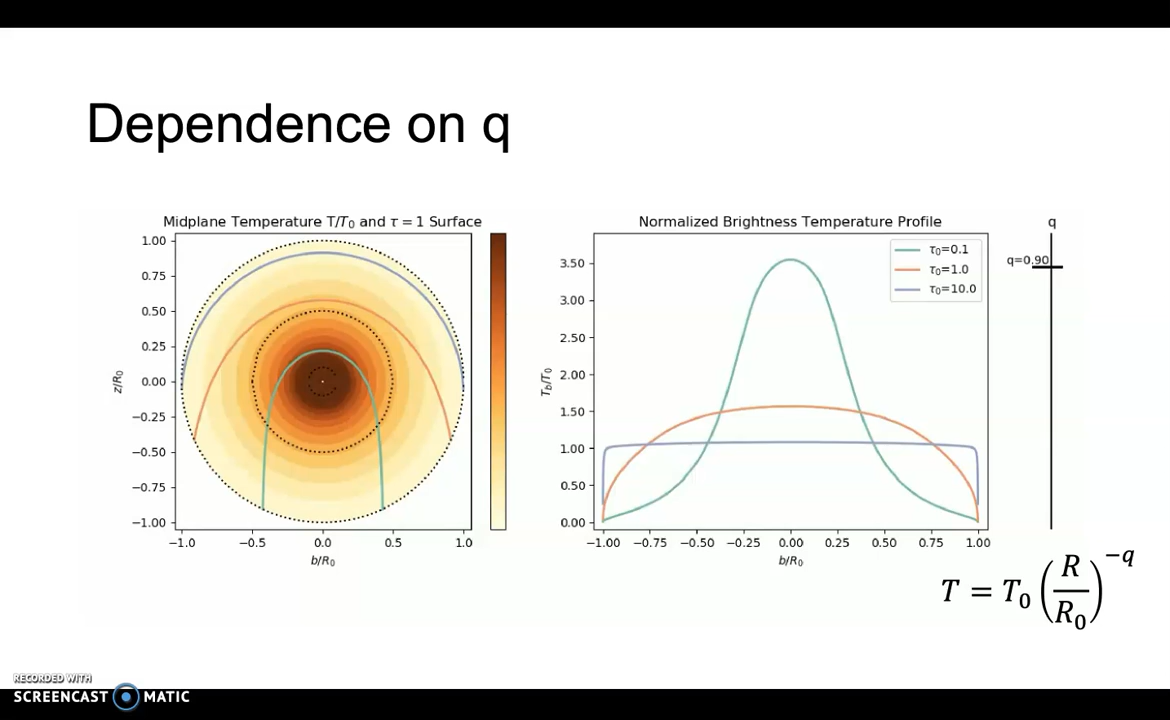 Dependence on q
Midplane Temperature T/T₀ and τ = 1 Surface
1.00
0.75
0.50
0.25
0.00
−0.25
−0.50
−0.75
−1.00
z/R₀
−1.0 −0.5 0.0 0.5 1.0
b/R₀
Normalized Brightness Temperature Profile
3.50
3.00
2.50
2.00
1.50
1.00
0.50
0.00
T_b/T₀
τ₀=0.1
τ₀=1.0
τ₀=10.0
−1.00 −0.75 −0.50 −0.25 0.00 0.25 0.50 0.75 1.00
b/R₀
q
q=0.90
T = T₀ (R/R₀)^−q
RECORDED WITH
SCREENCAST MATIC